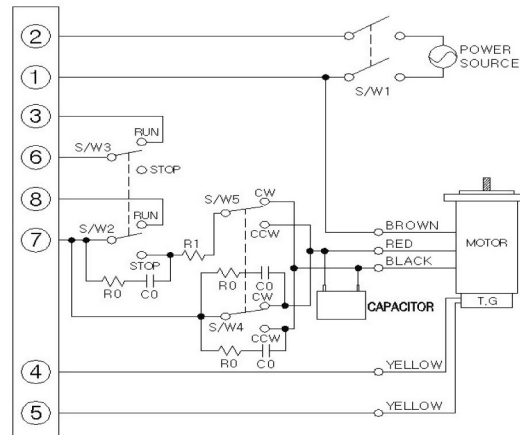 2
1
POWER
SOURCE
S/W1
3
RUN
6
S/W3
STOP
8
RUN
7
S/W2
STOP
R0
C0
R1
S/W5
CW
CCW
R0
C0
CW
S/W4
CCW
R0
C0
BROWN
RED
BLACK
CAPACITOR
MOTOR
T.G
4
YELLOW
5
YELLOW